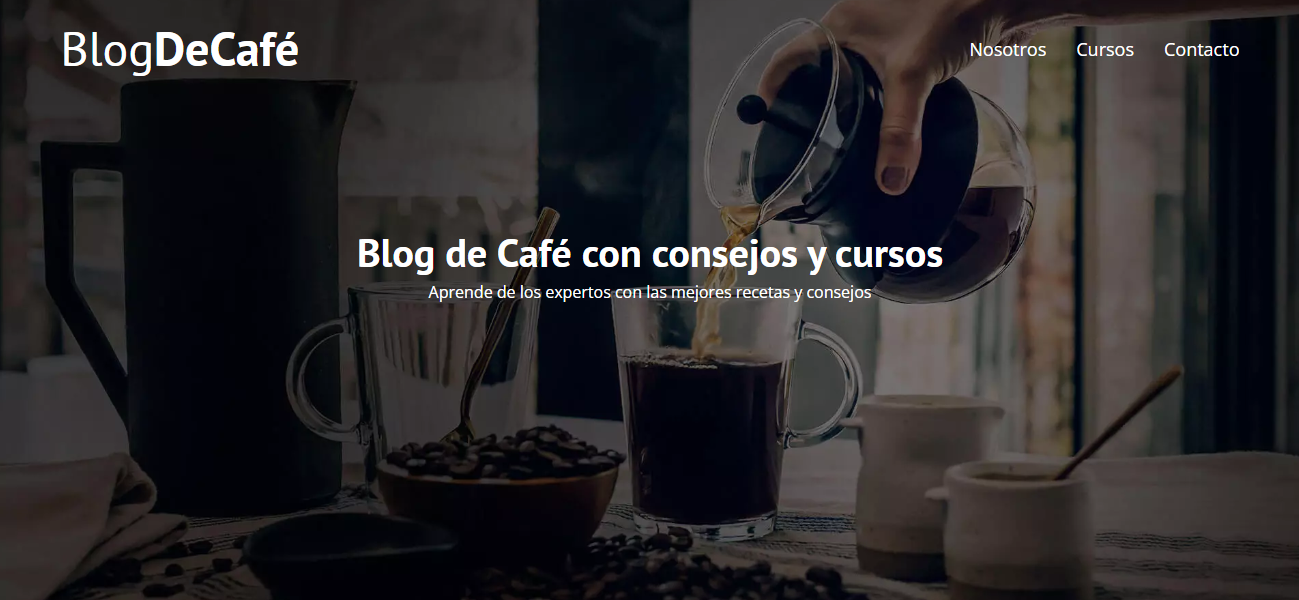 BlogDeCafé
Nosotros Cursos Contacto
Blog de Café con consejos y cursos
Aprende de los expertos con las mejores recetas y consejos